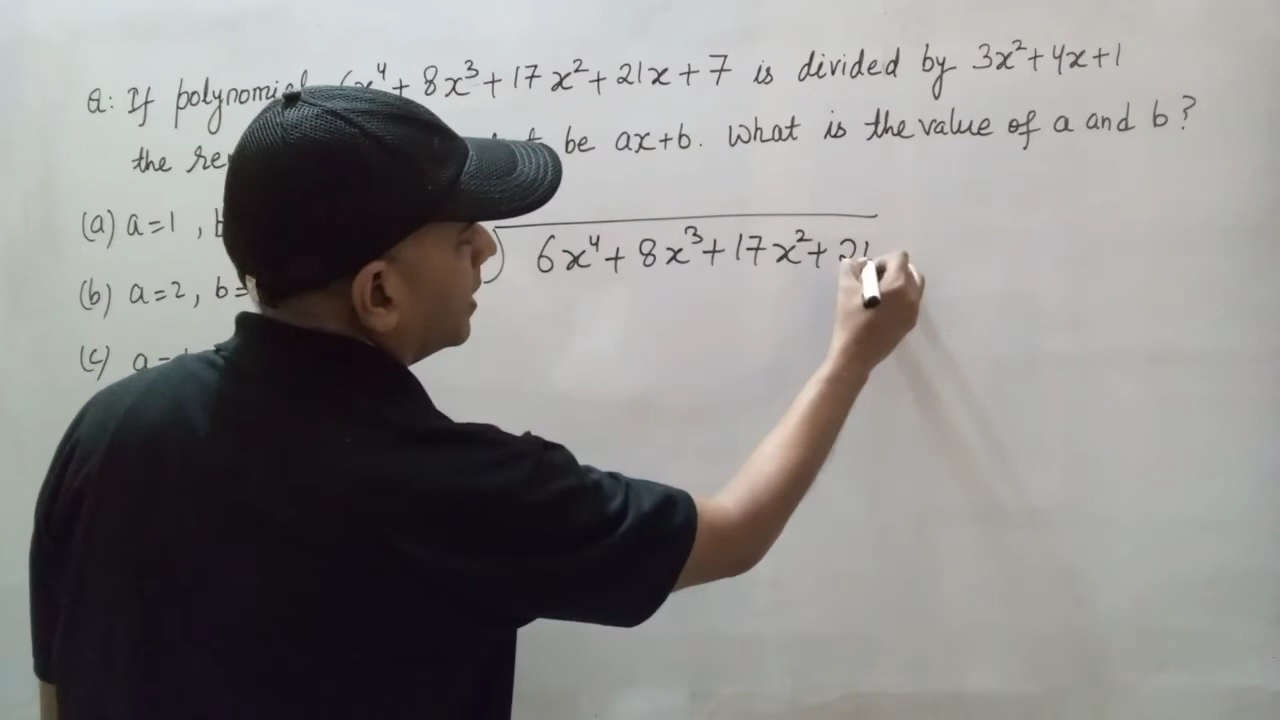 Q: If polynomial 6x⁴ + 8x³ + 17x² + 21x + 7 is divided by 3x² + 4x + 1
the be ax+b. What is the value of a and b?
(a) a=1 ,
(b) a=2, b=
6x⁴ + 8x³ + 17x² + 21
(c) a